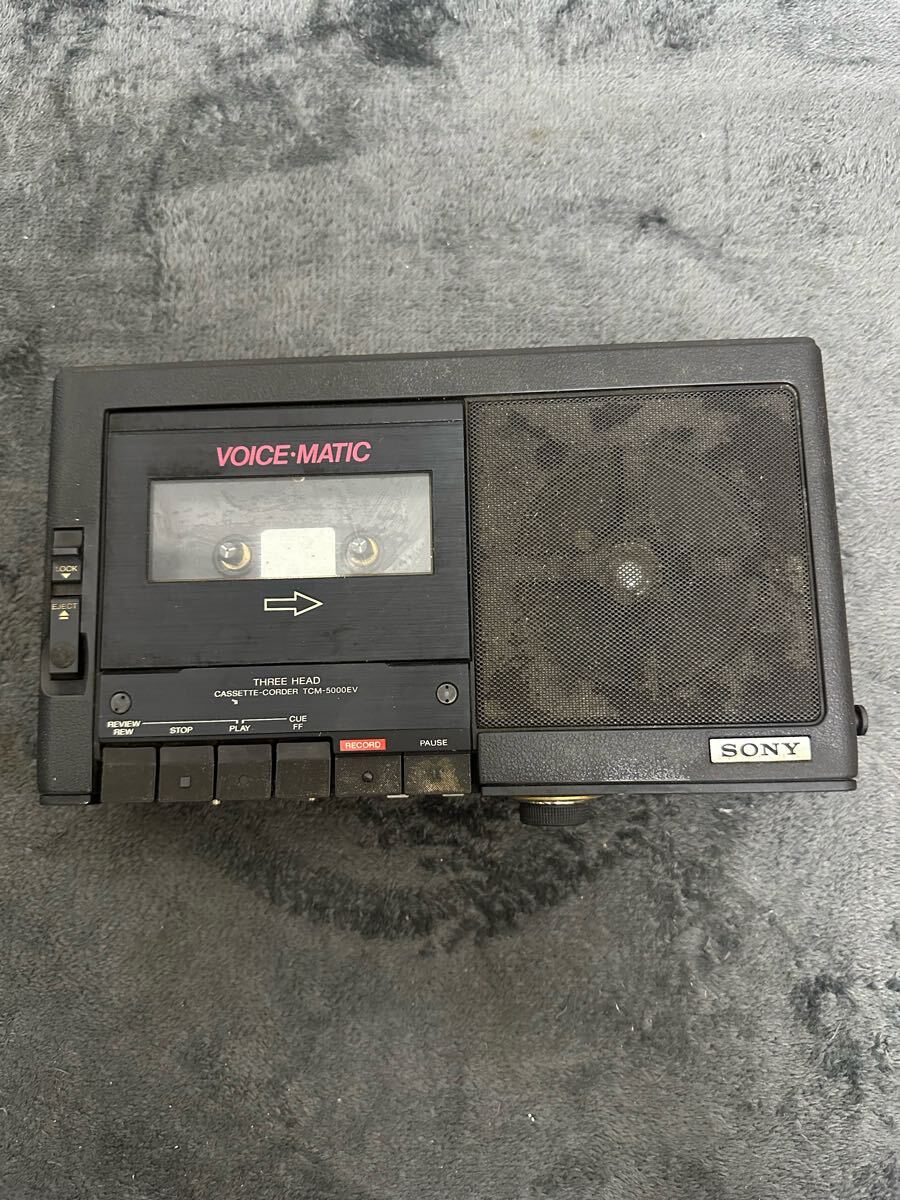 VOICE·MATIC
LOCK
EJECT
THREE HEAD
CASSETTE-CORDER TCM-5000EV
REVIEW
REW
STOP
PLAY
CUE
FF
RECORD
PAUSE
SONY